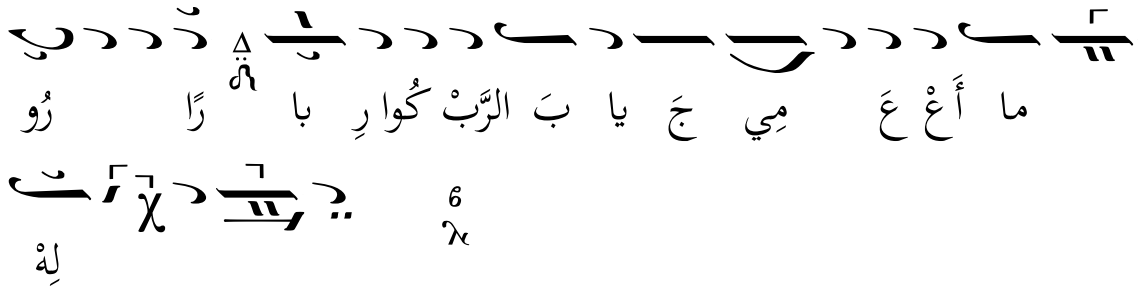 رُو رًا با رِ كُوا الرَّبْ بَ يا جَ مِي عَ أَعْ ما
لِهْ